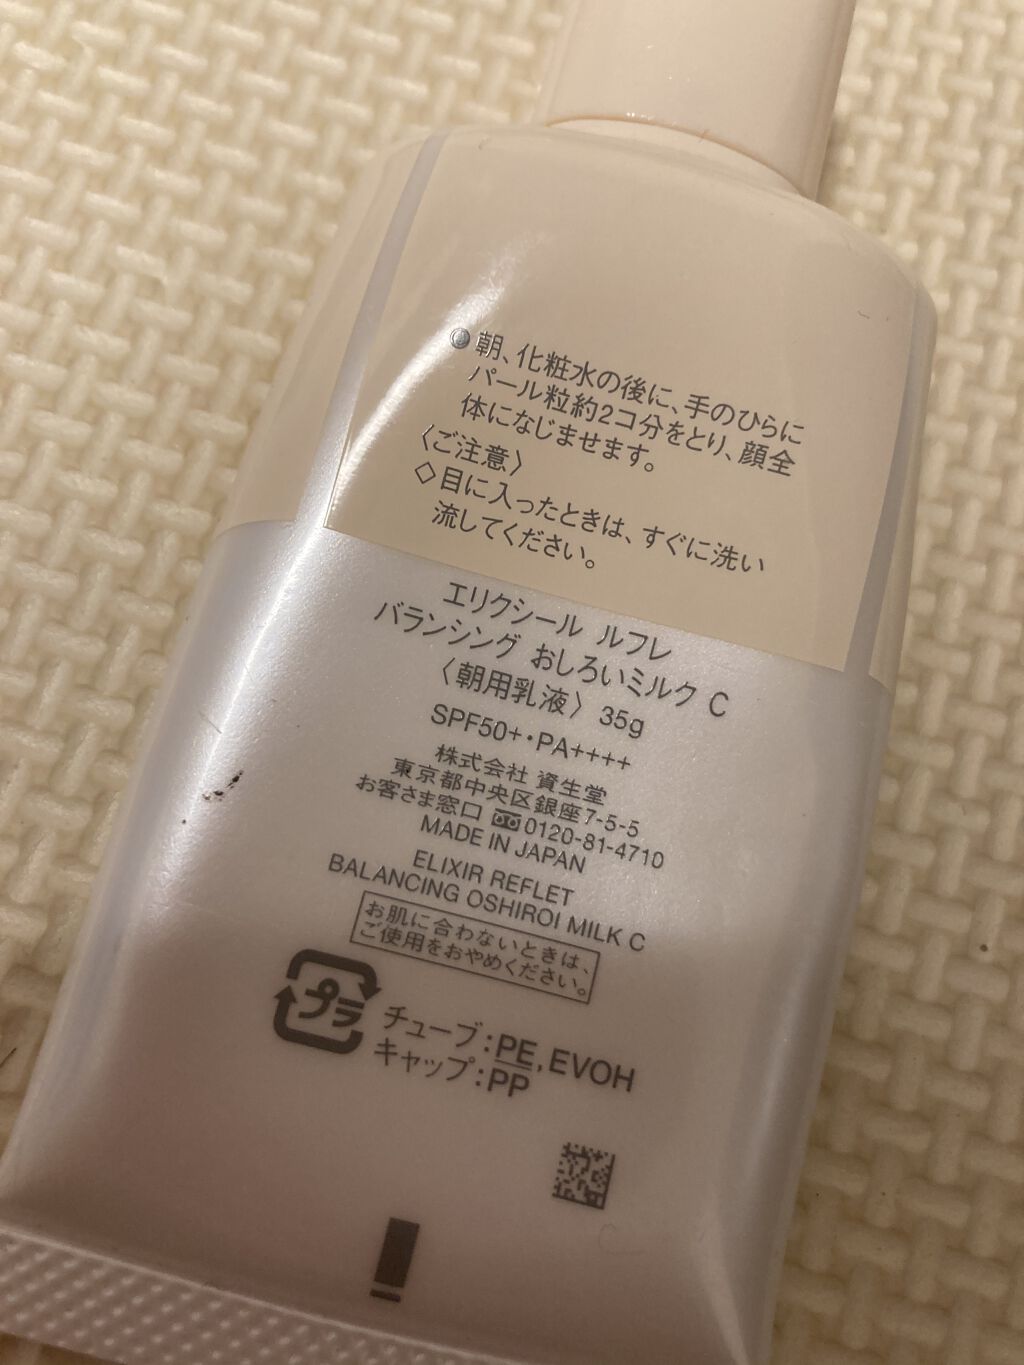 ●朝、化粧水の後に、手のひらに
パール粒約2コ分をとり、顔全
体になじませます。
〈ご注意〉
◇目に入ったときは、すぐに洗い
流してください。
エリクシール ルフレ
バランシング おしろいミルク C
〈朝用乳液〉 35g
SPF50+・PA++++
株式会社 資生堂
東京都中央区銀座7-5-5
お客さま窓口 0120-81-4710
MADE IN JAPAN
ELIXIR REFLET
BALANCING OSHIROI MILK C
お肌に合わないときは、
ご使用をおやめください。
プラ
チューブ:PE,EVOH
キャップ:PP